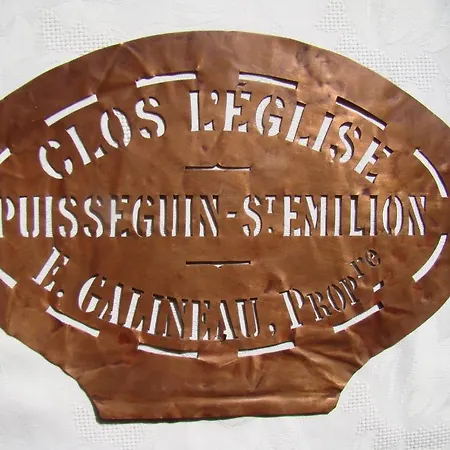 CLOS L'ÉGLISE
PUISSEGUIN-ST EMILION
E. GALINEAU, PROPre